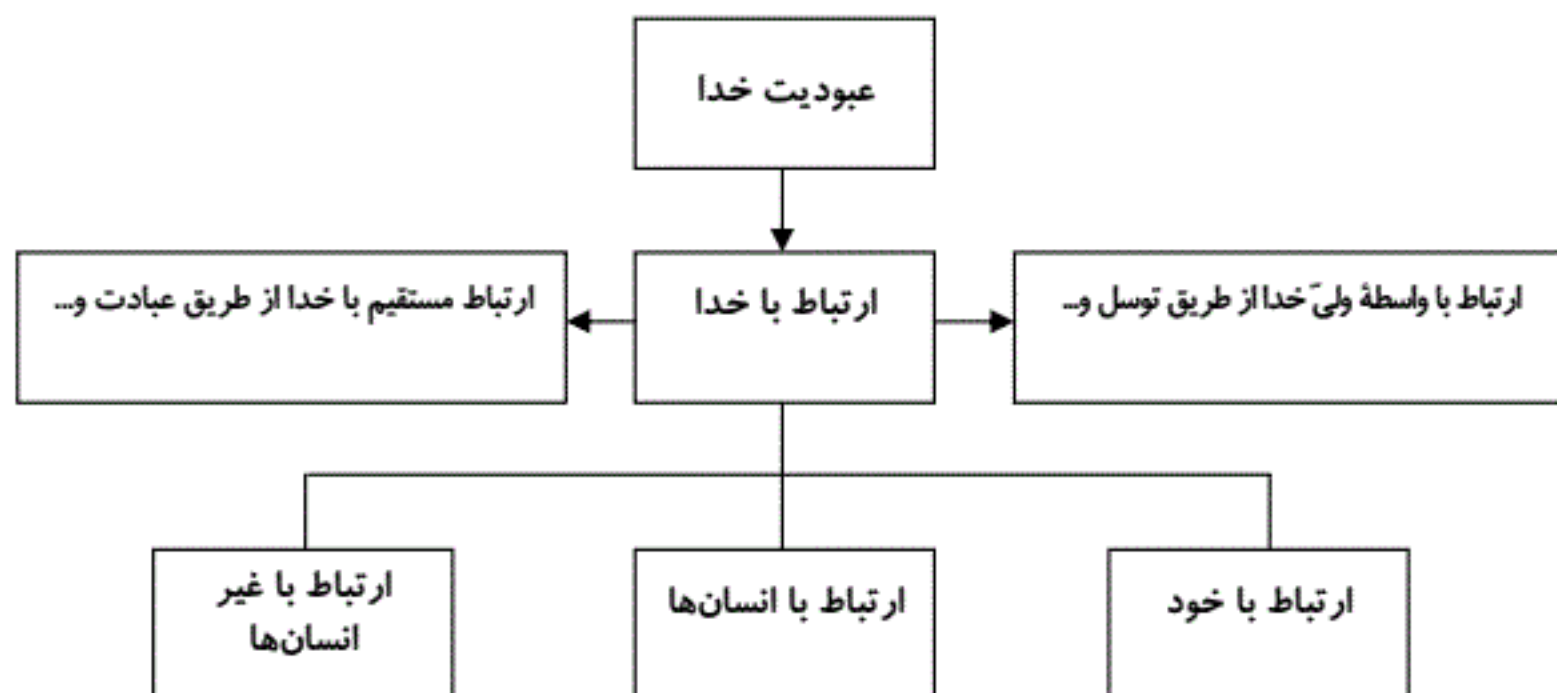 عبودیت خدا
ارتباط با واسطهٔ ولیّ خدا از طریق توسل و...
ارتباط با خدا
ارتباط مستقیم با خدا از طریق عبادت و...
ارتباط با خود
ارتباط با انسان‌ها
ارتباط با غیر
انسان‌ها